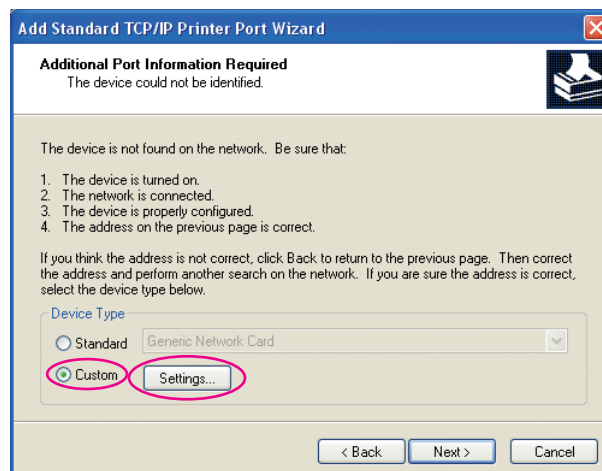 Add Standard TCP/IP Printer Port Wizard
Additional Port Information Required
The device could not be identified.
The device is not found on the network. Be sure that:
1. The device is turned on.
2. The network is connected.
3. The device is properly configured.
4. The address on the previous page is correct.
If you think the address is not correct, click Back to return to the previous page. Then correct
the address and perform another search on the network. If you are sure the address is correct,
select the device type below.
Device Type
Standard Generic Network Card
Custom Settings...
< Back Next > Cancel